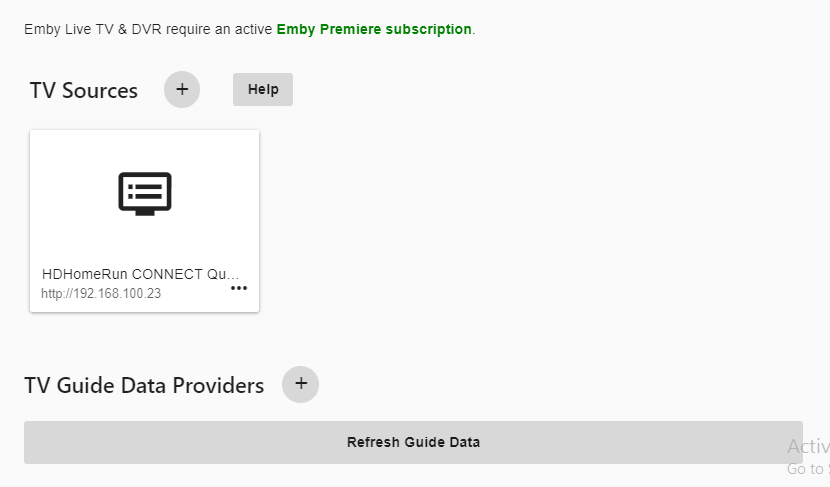 Emby Live TV & DVR require an active Emby Premiere subscription.
TV Sources + Help
HDHomeRun CONNECT Qu...
http://192.168.100.23
TV Guide Data Providers +
Refresh Guide Data
Go to